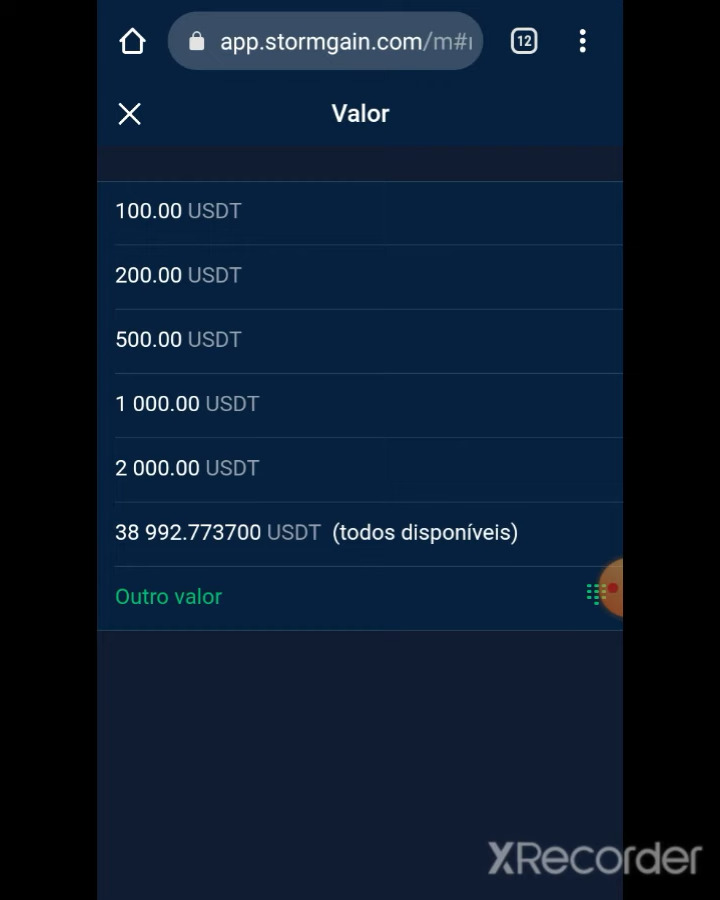 app.stormgain.com/m#
12
Valor
100.00 USDT
200.00 USDT
500.00 USDT
1 000.00 USDT
2 000.00 USDT
38 992.773700 USDT (todos disponíveis)
Outro valor
XRecorder